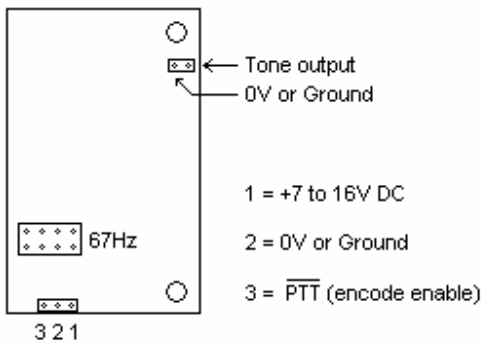 Tone output
0V or Ground
1 = +7 to 16V DC
67Hz
2 = 0V or Ground
3 = PTT (encode enable)
3 2 1